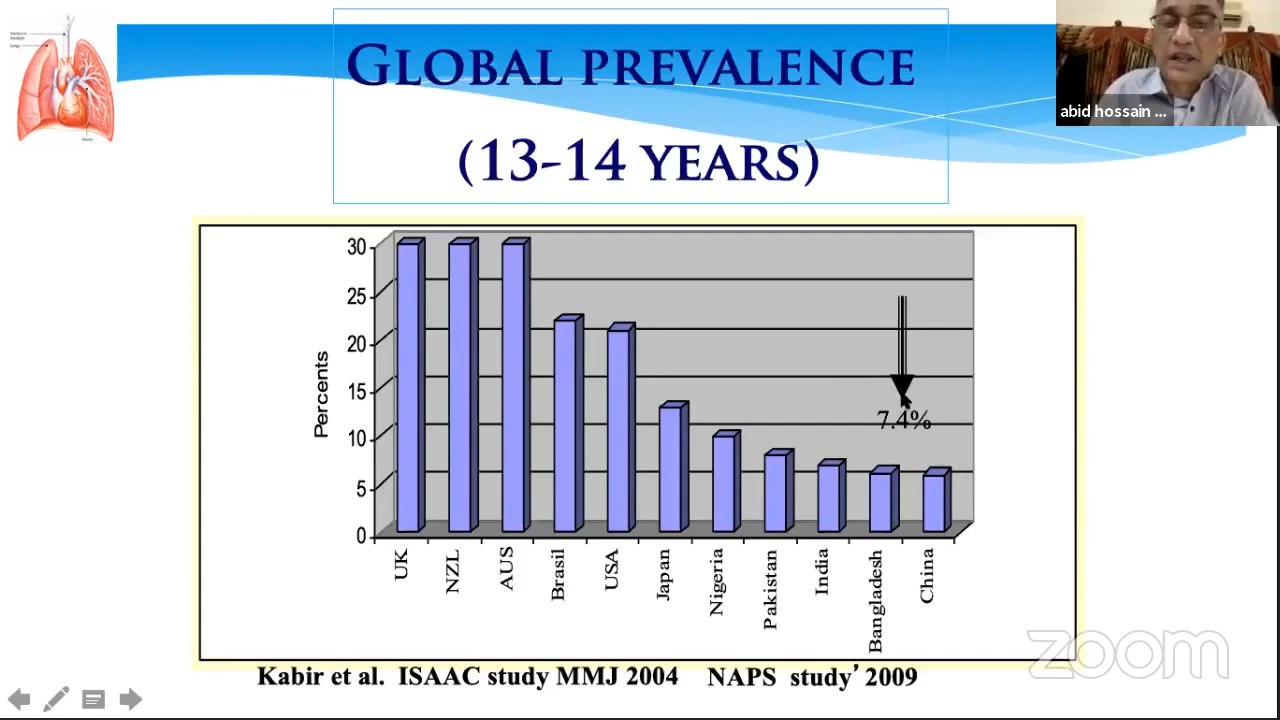 GLOBAL PREVALENCE
(13-14 YEARS)
abid hossain ...
Percents
30
25
20
15
10
5
0
7.4%
UK
NZL
AUS
Brasil
USA
Japan
Nigeria
Pakistan
India
Bangladesh
China
zoom
Kabir et al. ISAAC study MMJ 2004 NAPS study’ 2009